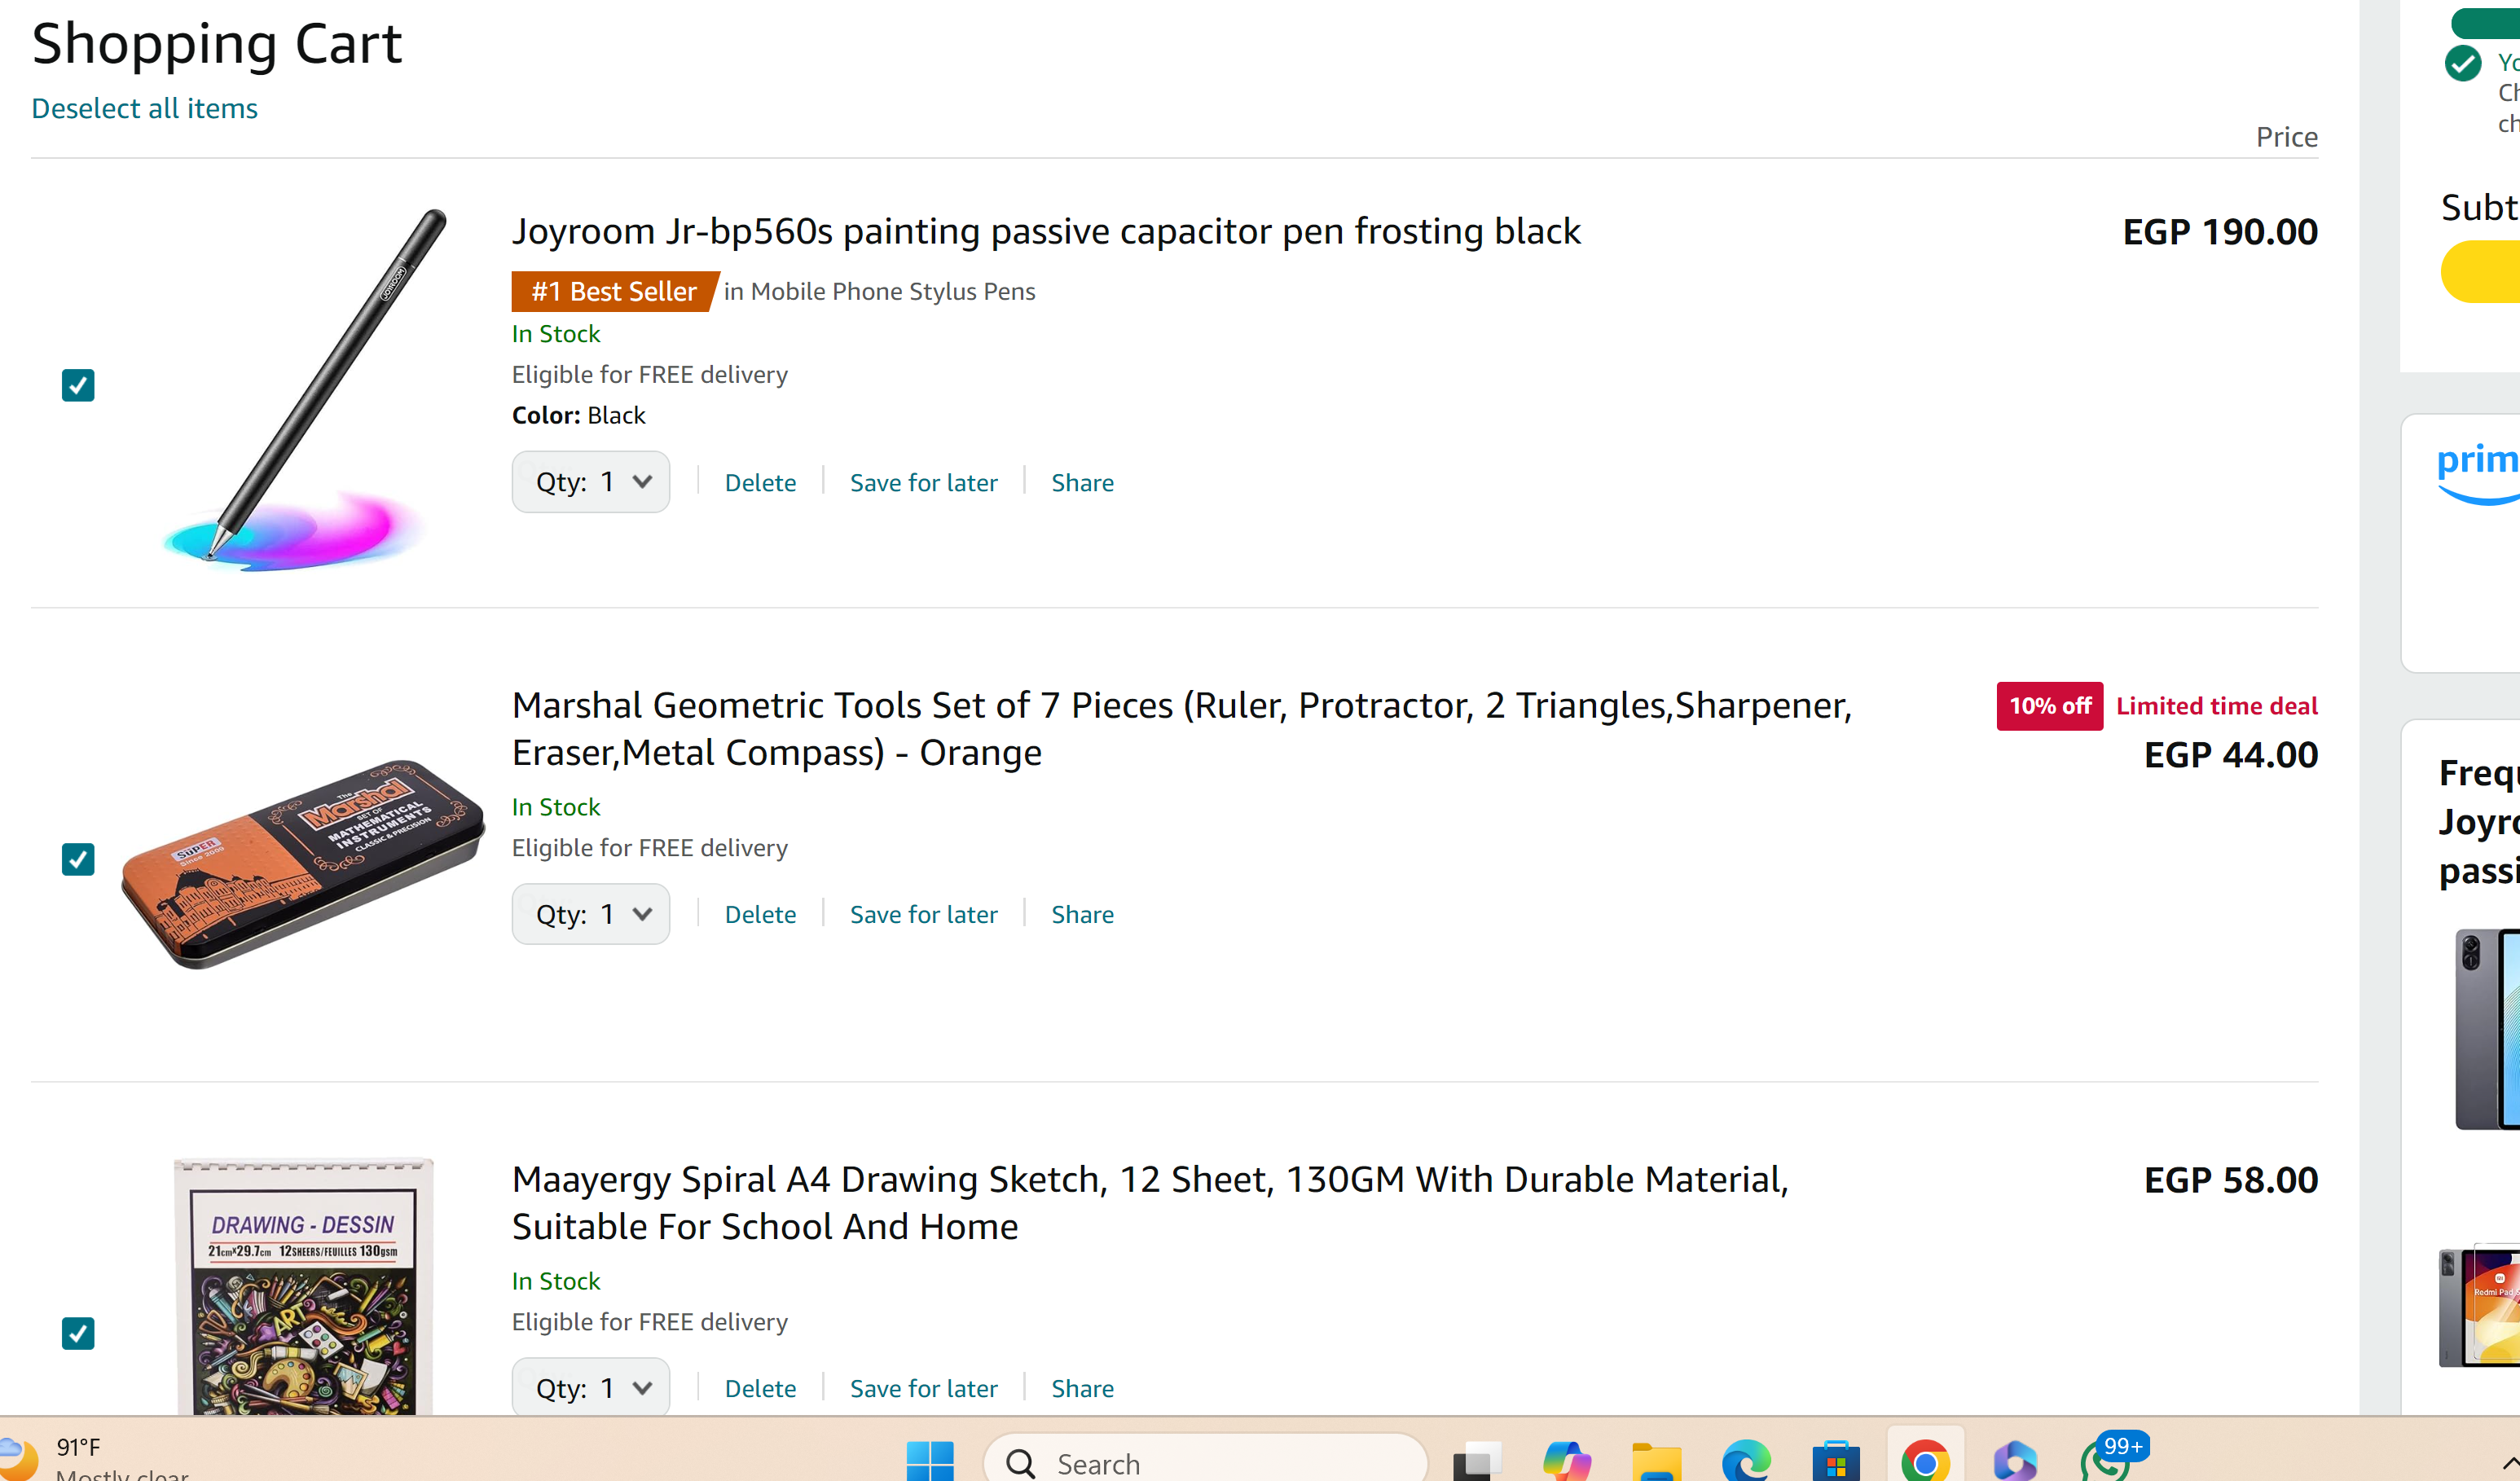 Shopping Cart
Deselect all items
Price
Joyroom Jr-bp560s painting passive capacitor pen frosting black
EGP 190.00
#1 Best Seller in Mobile Phone Stylus Pens
In Stock
Eligible for FREE delivery
Color: Black
Qty: 1
Delete
Save for later
Share
JOYROOM
Marshal Geometric Tools Set of 7 Pieces (Ruler, Protractor, 2 Triangles,Sharpener,
Eraser,Metal Compass) - Orange
10% off Limited time deal
EGP 44.00
In Stock
Eligible for FREE delivery
Qty: 1
Delete
Save for later
Share
The
Marshal
SET OF
MATHEMATICAL
INSTRUMENTS
CLASSIC & PRECISION
SUPER
Since 2009
Maayergy Spiral A4 Drawing Sketch, 12 Sheet, 130GM With Durable Material,
Suitable For School And Home
EGP 58.00
In Stock
Eligible for FREE delivery
Qty: 1
Delete
Save for later
Share
DRAWING - DESSIN
21cm×29.7cm 12SHEERS/FEUILLES 130gsm
ART
Yo
Ch
ch
Subt
prim
Frequ
Joyro
passi
Redmi Pad S
91°F
Mostly clear
Search
99+